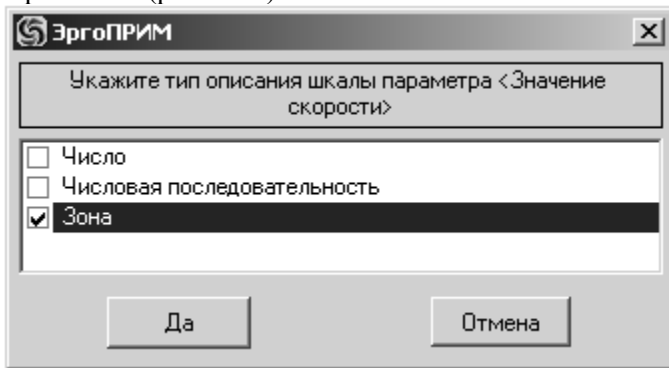 ЭргоПРИМ
Укажите тип описания шкалы параметра <Значение
скорости>
Число
Числовая последовательность
Зона
Да
Отмена